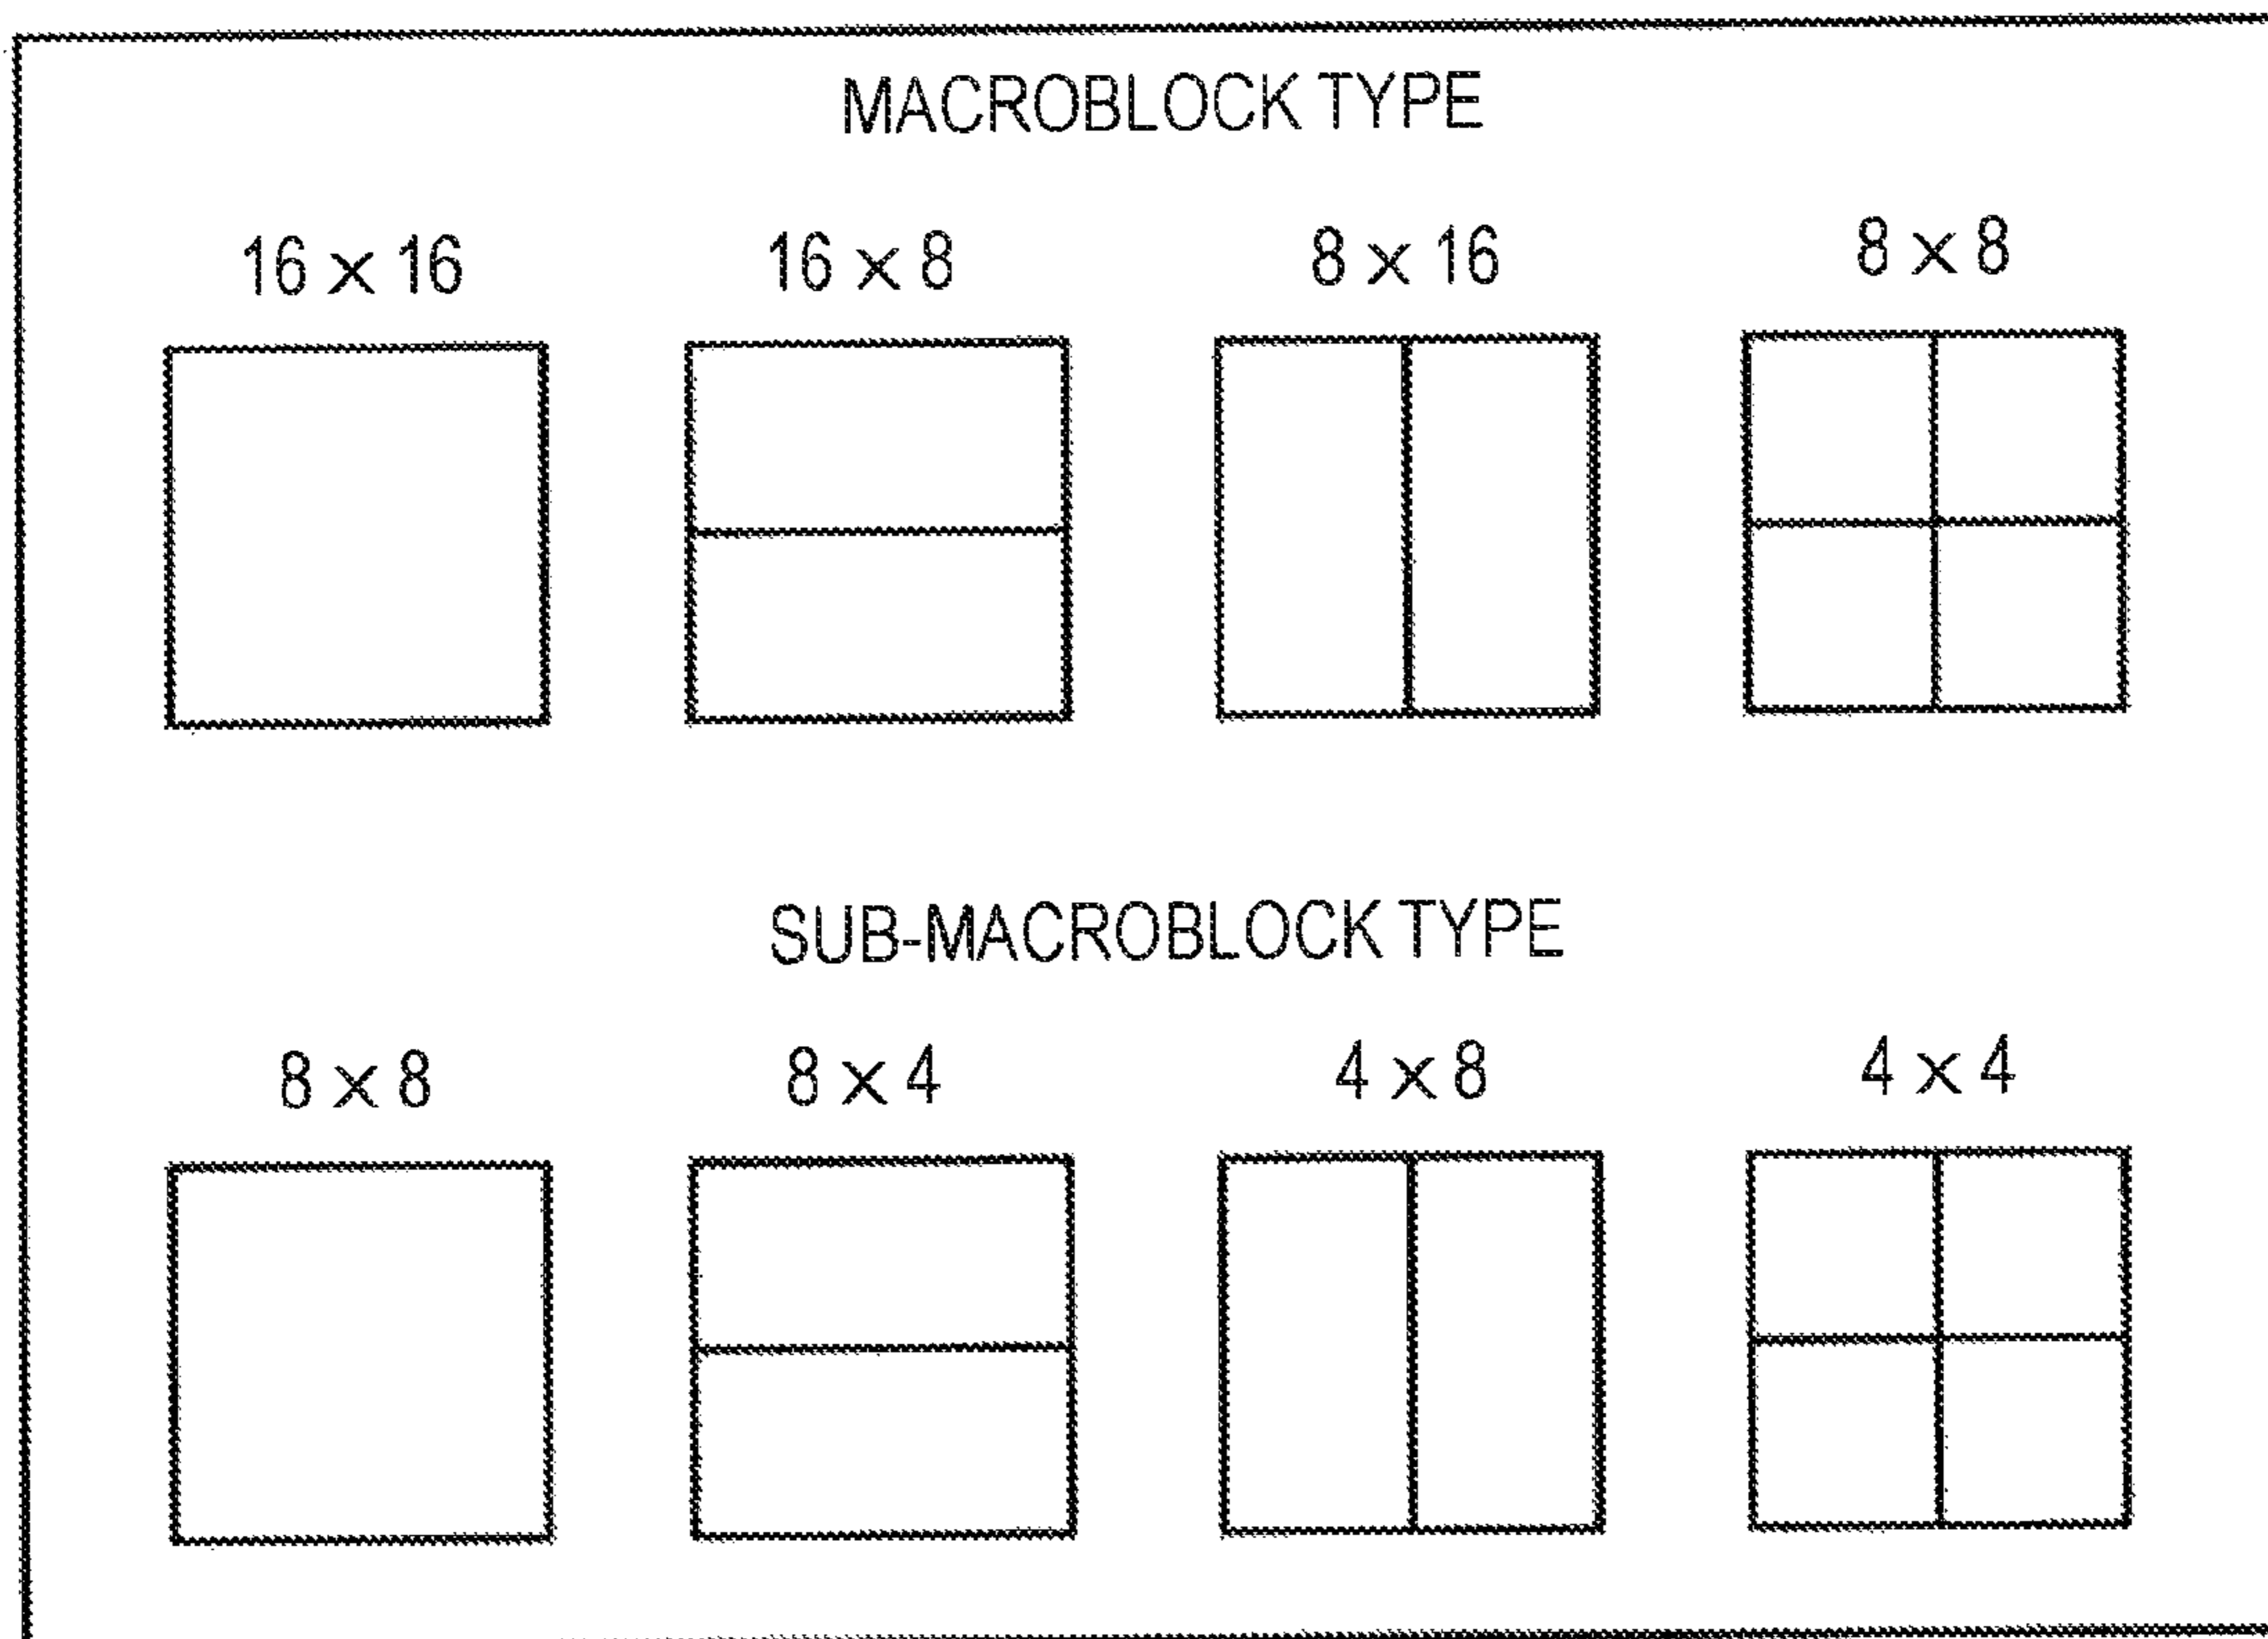 MACROBLOCK TYPE
16 × 16 16 × 8 8 × 16 8 × 8
SUB-MACROBLOCK TYPE
8 × 8 8 × 4 4 × 8 4 × 4